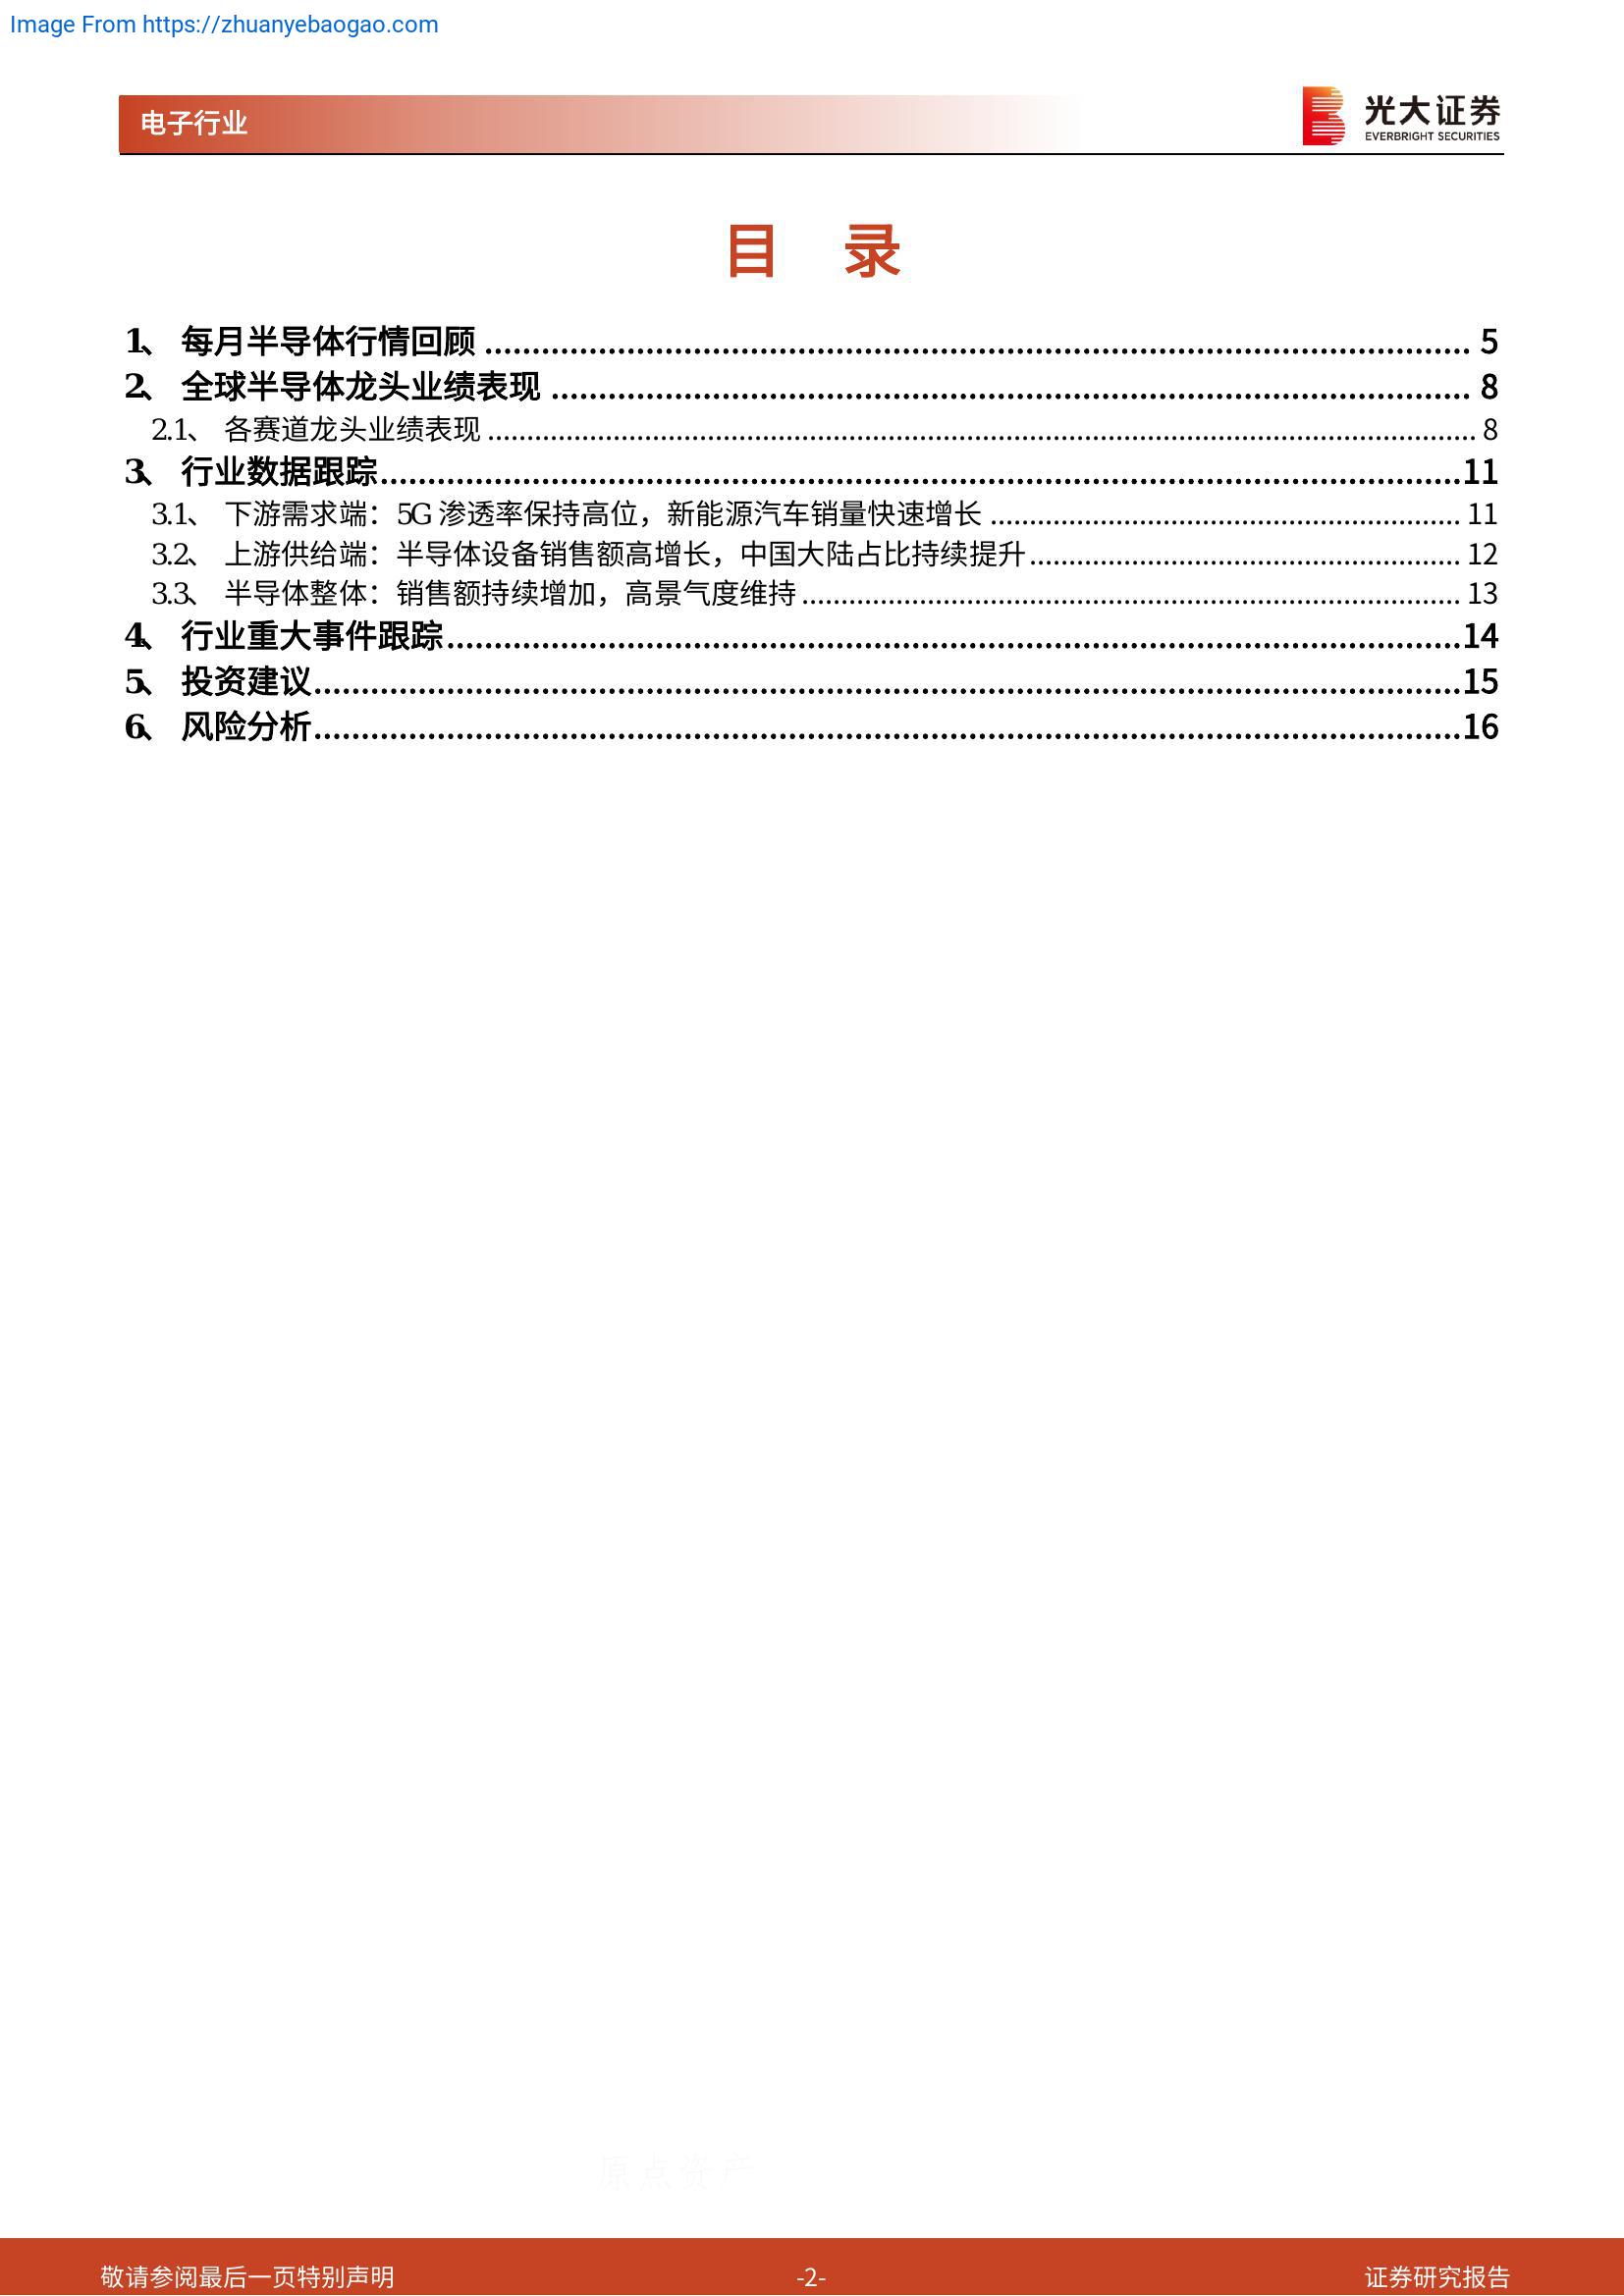 Image From https://zhuanyebaogao.com
电子行业
光大证券
EVERBRIGHT SECURITIES
目 录
1、 每月半导体行情回顾 ........ 5
2、 全球半导体龙头业绩表现 ........ 8
2.1、 各赛道龙头业绩表现 ........ 8
3、 行业数据跟踪 ........ 11
3.1、 下游需求端：5G 渗透率保持高位，新能源汽车销量快速增长 ........ 11
3.2、 上游供给端：半导体设备销售额高增长，中国大陆占比持续提升 ........ 12
3.3、 半导体整体：销售额持续增加，高景气度维持 ........ 13
4、 行业重大事件跟踪 ........ 14
5、 投资建议 ........ 15
6、 风险分析 ........ 16
原点资产
敬请参阅最后一页特别声明 -2- 证券研究报告